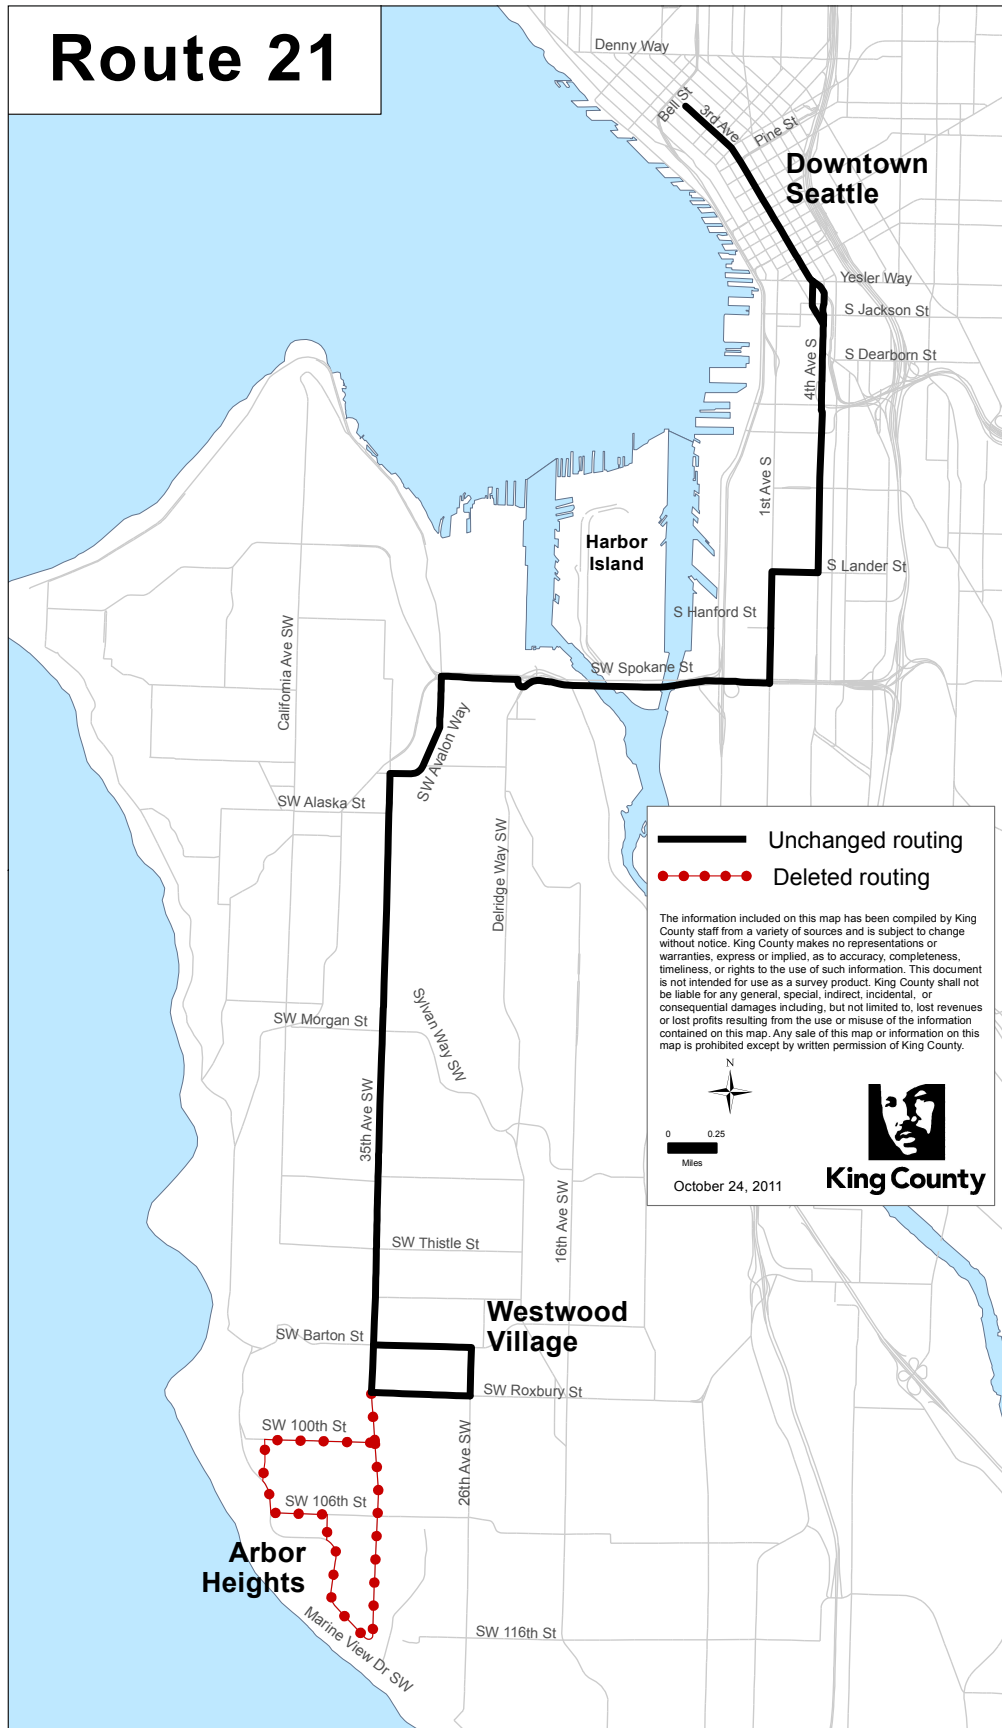 Route 21
Denny Way
Bell St
3rd Ave
Pine St
Downtown
Seattle
Yesler Way
S Jackson St
S Dearborn St
4th Ave S
1st Ave S
Harbor
Island
S Lander St
S Hanford St
SW Spokane St
California Ave SW
SW Avalon Way
SW Alaska St
Delridge Way SW
Unchanged routing
Deleted routing
The information included on this map has been compiled by King
County staff from a variety of sources and is subject to change
without notice. King County makes no representations or
warranties, express or implied, as to accuracy, completeness,
timeliness, or rights to the use of such information. This document
is not intended for use as a survey product. King County shall not
be liable for any general, special, indirect, incidental, or
consequential damages including, but not limited to, lost revenues
or lost profits resulting from the use or misuse of the information
contained on this map. Any sale of this map or information on this
map is prohibited except by written permission of King County.
N
0 0.25
Miles
October 24, 2011
King County
Sylvan Way SW
SW Morgan St
35th Ave SW
16th Ave SW
SW Thistle St
Westwood
Village
SW Barton St
SW Roxbury St
SW 100th St
26th Ave SW
SW 106th St
Arbor
Heights
Marine View Dr SW
SW 116th St